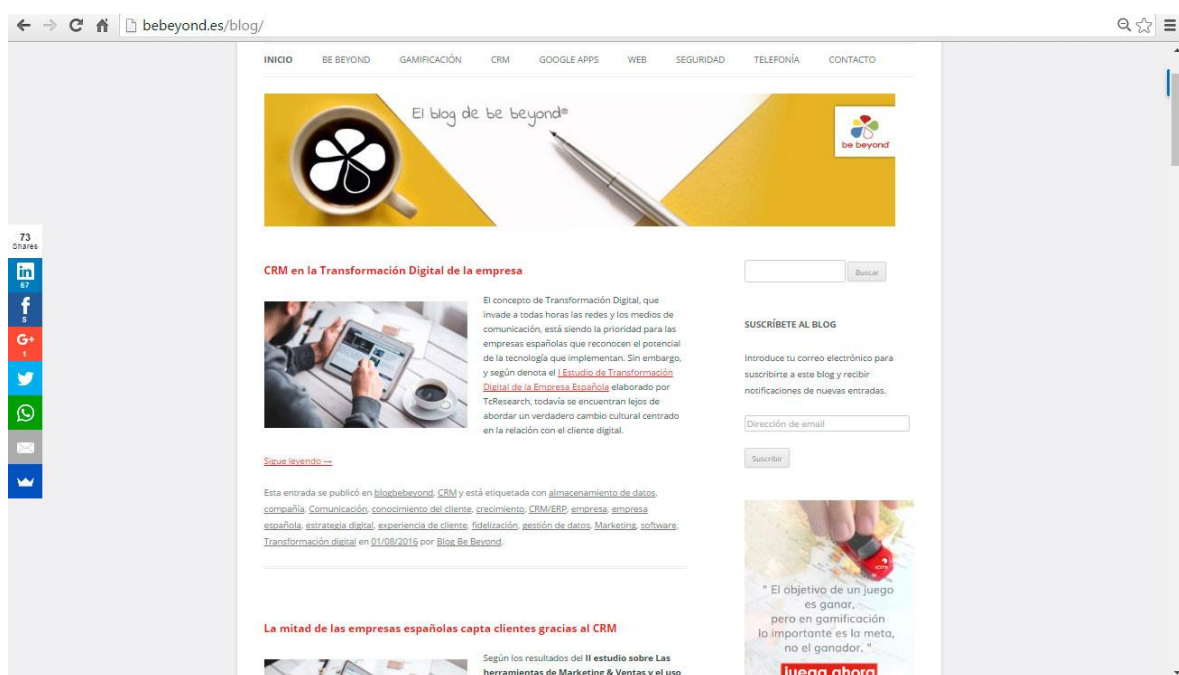 bebeyond.es/blog/
INICIO BE BEYOND GAMIFICACIÓN CRM GOOGLE APPS WEB SEGURIDAD TELEFONÍA CONTACTO
El blog de be beyond®
be beyond
73
Shares
in
67
f
5
G+
1
CRM en la Transformación Digital de la empresa
El concepto de Transformación Digital, que
invade a todas horas las redes y los medios de
comunicación, está siendo la prioridad para las
empresas españolas que reconocen el potencial
de la tecnología que implementan. Sin embargo,
y según denota el I Estudio de Transformación
Digital de la Empresa Española elaborado por
TcResearch, todavía se encuentran lejos de
abordar un verdadero cambio cultural centrado
en la relación con el cliente digital.
Sigue leyendo →
Esta entrada se publicó en blogbebeyond, CRM y está etiquetada con almacenamiento de datos,
compañía, Comunicación, conocimiento del cliente, crecimiento, CRM/ERP, empresa, empresa
española, estrategia digital, experiencia de cliente, fidelización, gestión de datos, Marketing, software,
Transformación digital en 01/08/2016 por Blog Be Beyond.
La mitad de las empresas españolas capta clientes gracias al CRM
Según los resultados del II estudio sobre Las
herramientas de Marketing & Ventas y el uso
Buscar
SUSCRÍBETE AL BLOG
Introduce tu correo electrónico para
suscribirte a este blog y recibir
notificaciones de nuevas entradas.
Dirección de email
Suscribir
" El objetivo de un juego
es ganar,
pero en gamificación
lo importante es la meta,
no el ganador. "
juega ahora